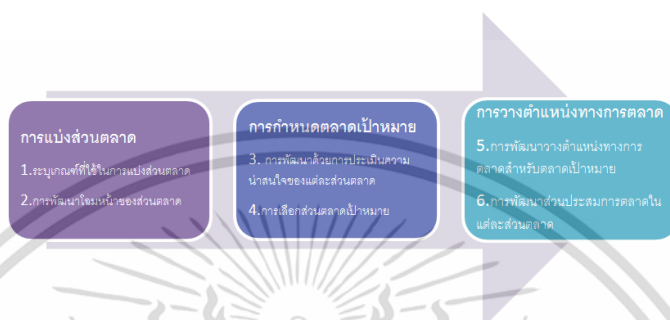 การแบ่งส่วนตลาด
1.ระบุเกณฑ์ที่ใช้ในการแบ่งส่วนตลาด
2.การพัฒนาโฉมหน้าของส่วนตลาด
การกำหนดตลาดเป้าหมาย
3. การพัฒนาด้วยการประเมินความ
น่าสนใจของแต่ละส่วนตลาด
4.การเลือกส่วนตลาดเป้าหมาย
การวางตำแหน่งทางการตลาด
5.การพัฒนาวางตำแหน่งทางการ
ตลาดสำหรับตลาดเป้าหมาย
6.การพัฒนาส่วนประสมการตลาดใน
แต่ละส่วนตลาด